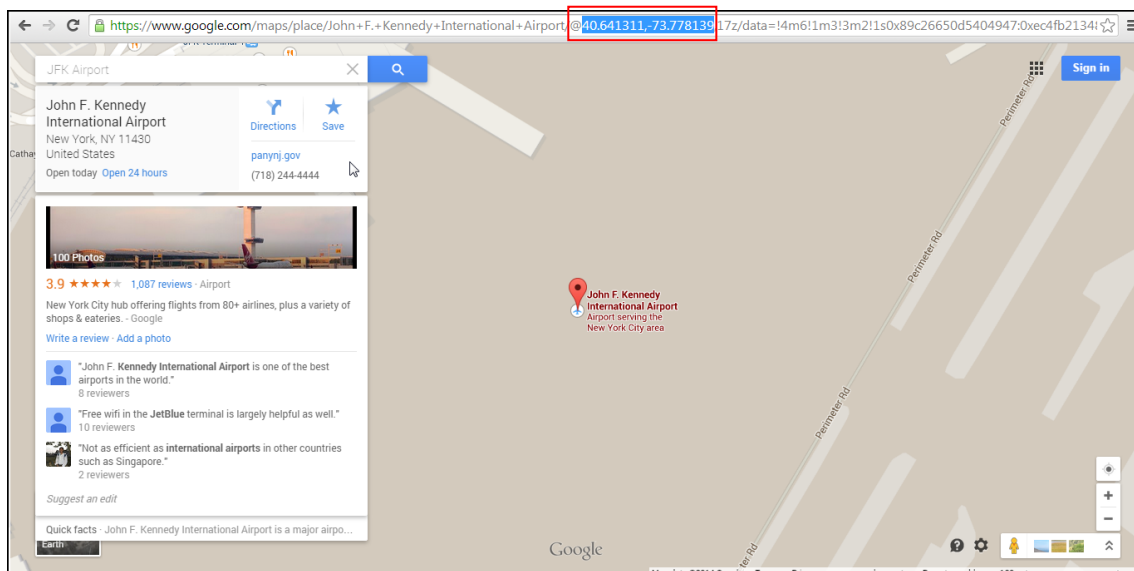 https://www.google.com/maps/place/John+F.+Kennedy+International+Airport/@40.641311,-73.778139,17z/data=!4m6!1m3!3m2!1s0x89c26650d5404947:0xec4fb2134
JFK Airport
Sign in
John F. Kennedy
International Airport
New York, NY 11430
United States
Open today Open 24 hours
Directions
Save
panynj.gov
(718) 244-4444
100 Photos
3.9 ★★★★★ 1,087 reviews · Airport
New York City hub offering flights from 80+ airlines, plus a variety of
shops & eateries. - Google
Write a review · Add a photo
"John F. Kennedy International Airport is one of the best
airports in the world."
8 reviewers
"Free wifi in the JetBlue terminal is largely helpful as well."
10 reviewers
"Not as efficient as international airports in other countries
such as Singapore."
2 reviewers
Suggest an edit
Quick facts · John F. Kennedy International Airport is a major airpo...
Earth
John F. Kennedy
International Airport
Airport serving the
New York City area
Perimeter Rd
Perimeter Rd
Perimeter Rd
Rd
Google